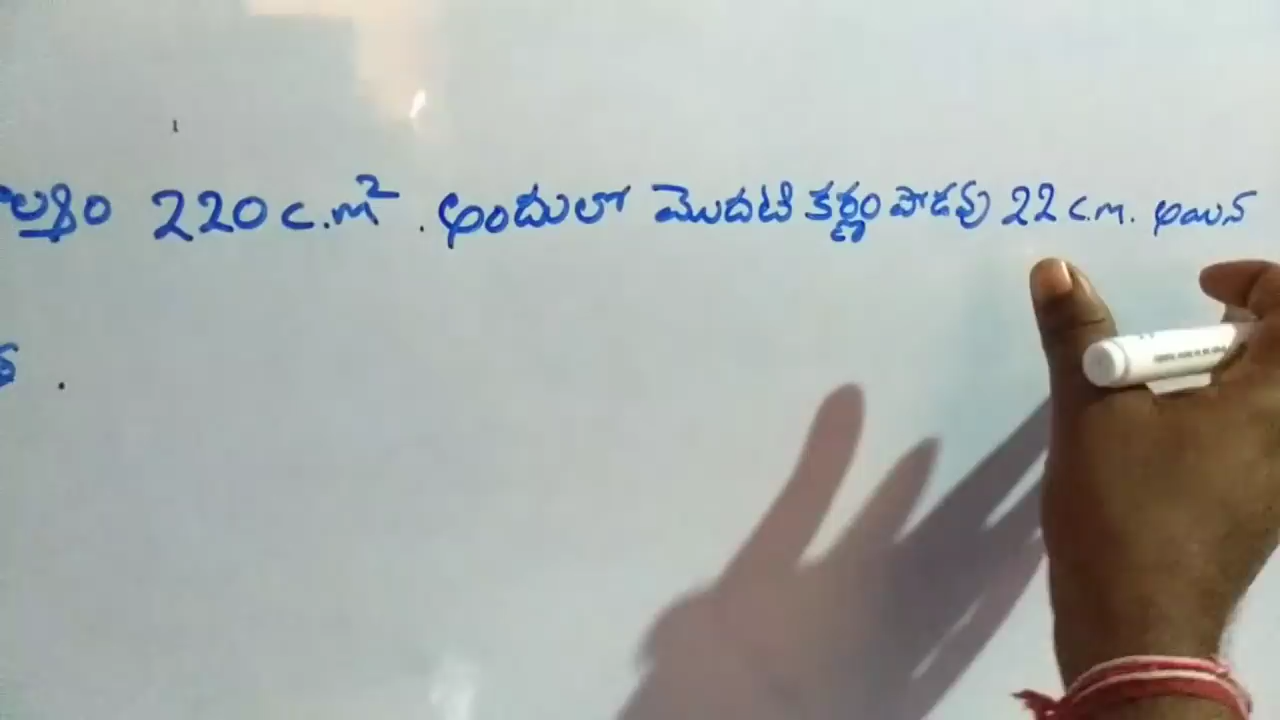 220 c.m². అందులో మొదటి కర్ణం పొడవు 22 c.m. అయిన